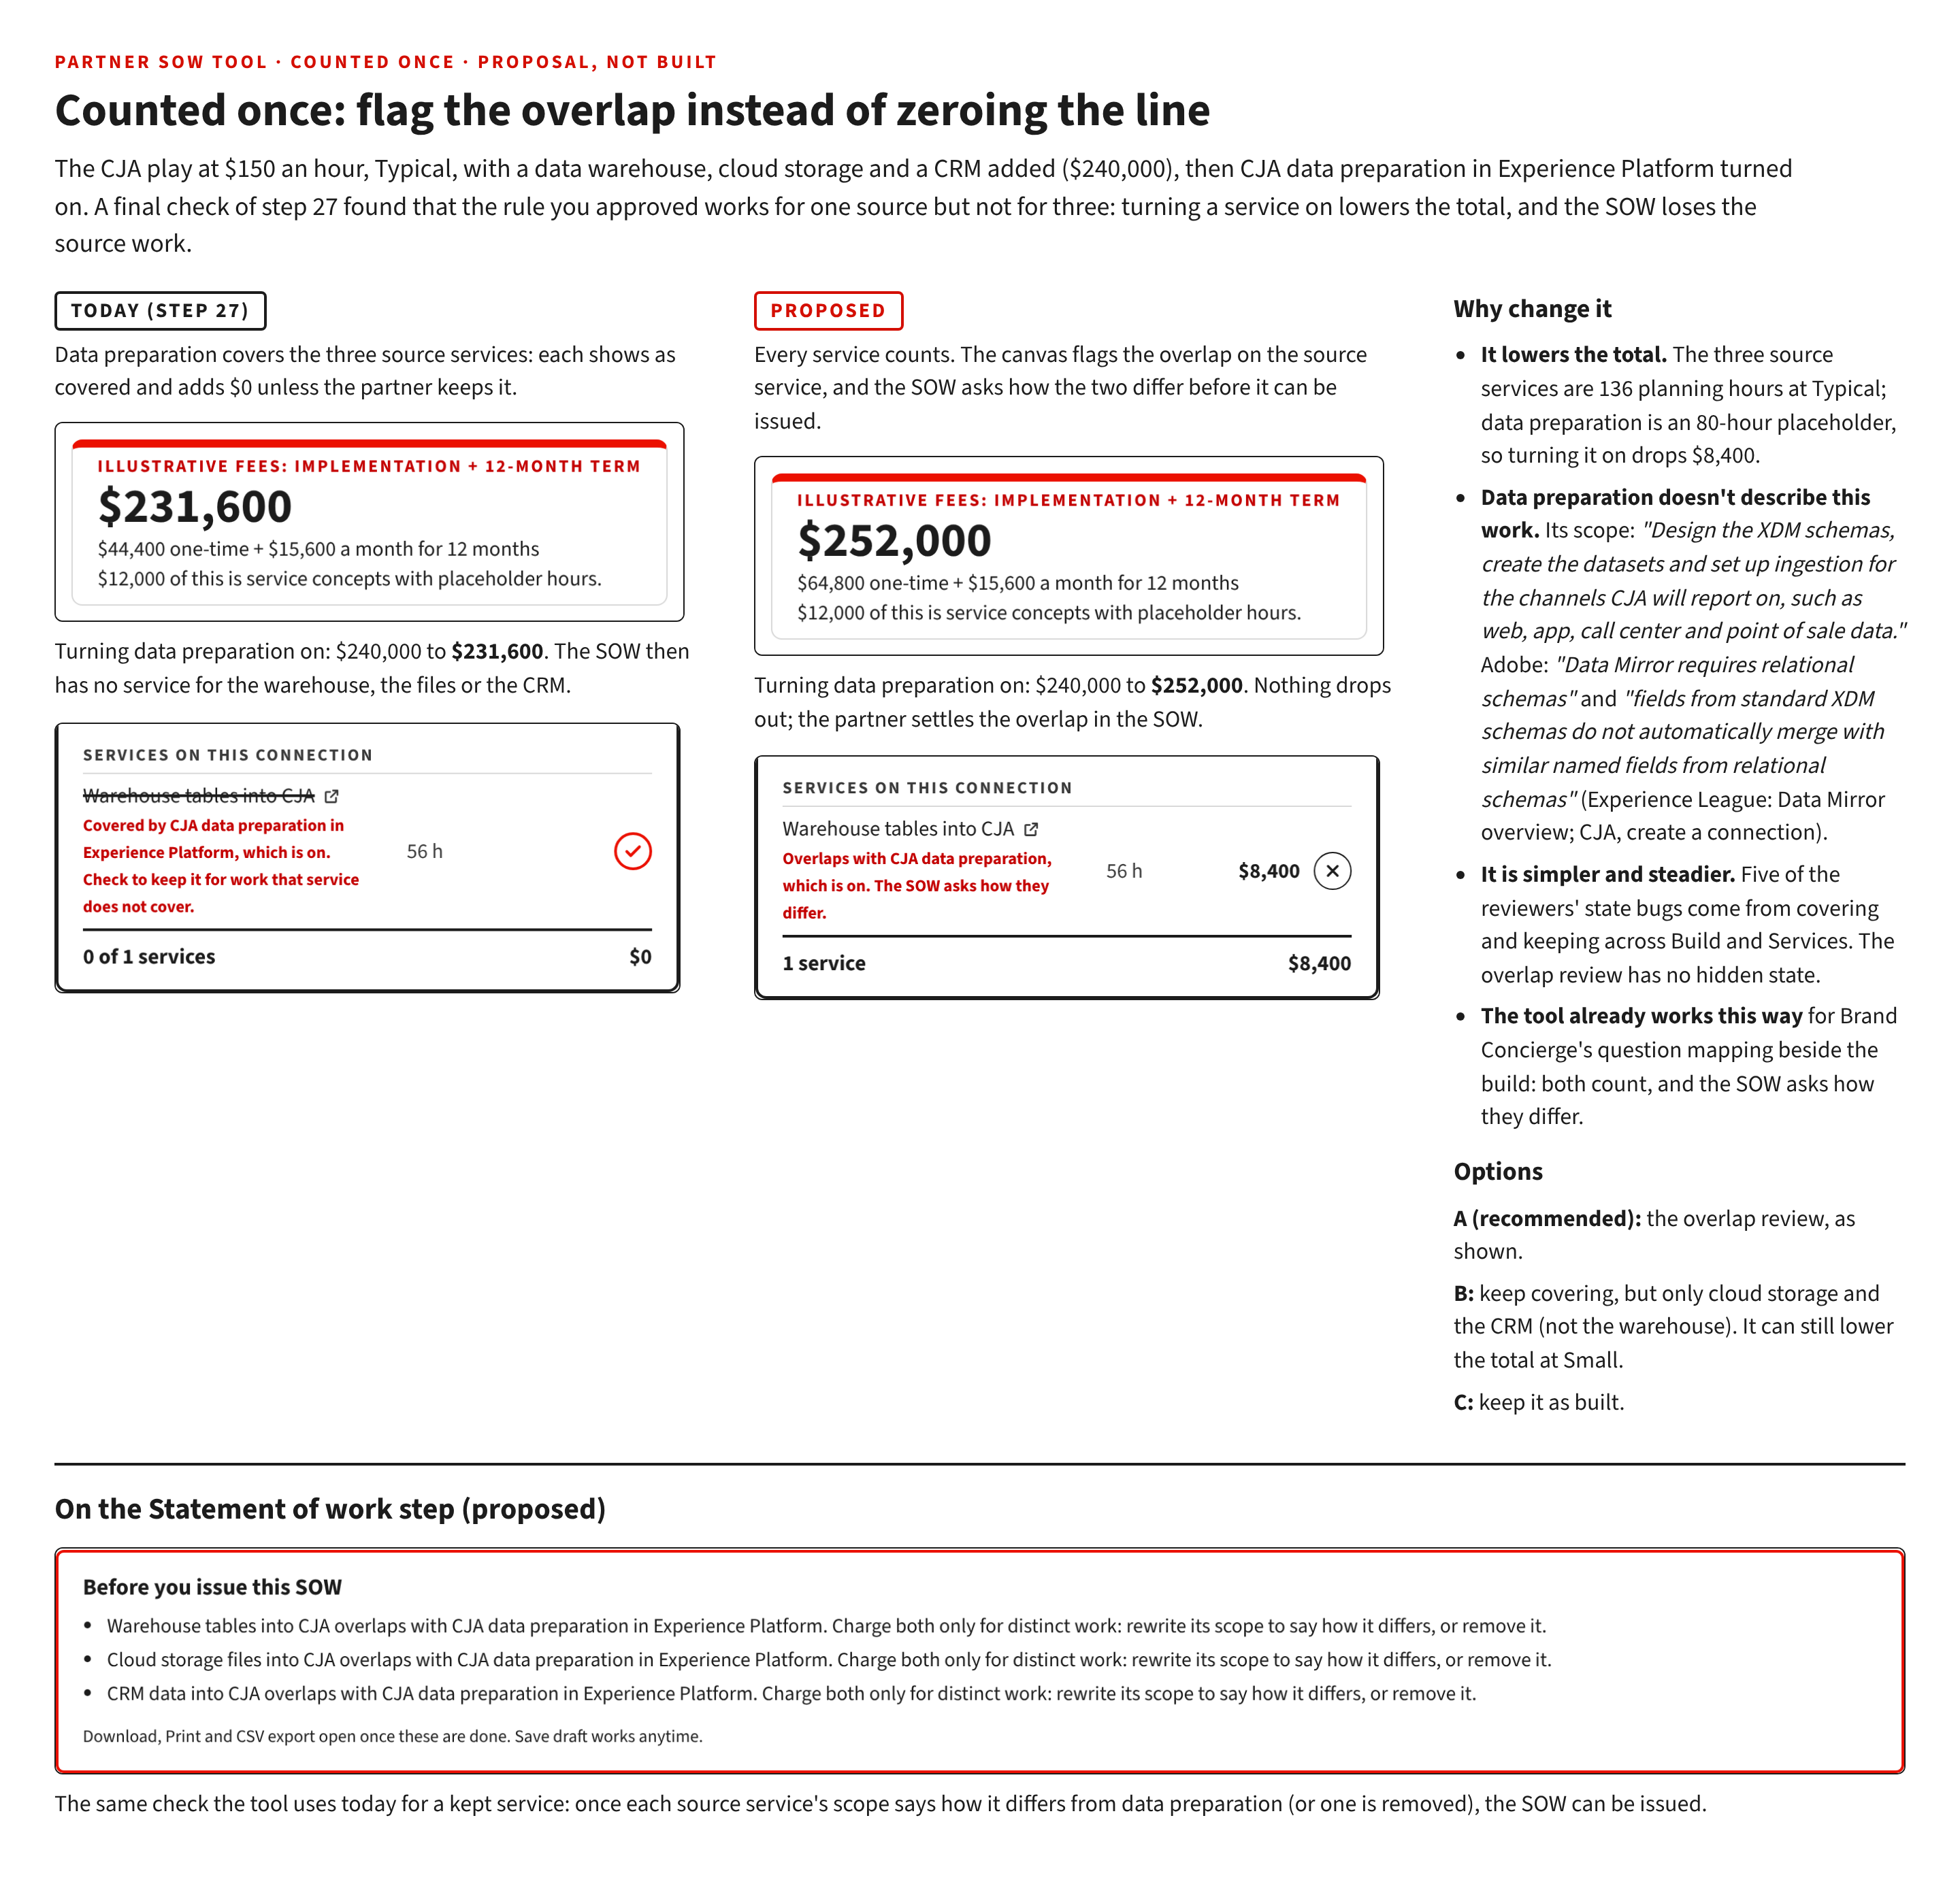 PARTNER SOW TOOL · COUNTED ONCE · PROPOSAL, NOT BUILT
Counted once: flag the overlap instead of zeroing the line
The CJA play at $150 an hour, Typical, with a data warehouse, cloud storage and a CRM added ($240,000), then CJA data preparation in Experience Platform turned
on. A final check of step 27 found that the rule you approved works for one source but not for three: turning a service on lowers the total, and the SOW loses the
source work.
TODAY (STEP 27)
Data preparation covers the three source services: each shows as
covered and adds $0 unless the partner keeps it.
ILLUSTRATIVE FEES: IMPLEMENTATION + 12-MONTH TERM
$231,600
$44,400 one-time + $15,600 a month for 12 months
$12,000 of this is service concepts with placeholder hours.
Turning data preparation on: $240,000 to $231,600. The SOW then
has no service for the warehouse, the files or the CRM.
SERVICES ON THIS CONNECTION
Warehouse tables into CJA
Covered by CJA data preparation in
Experience Platform, which is on.
Check to keep it for work that service
does not cover.
56 h
0 of 1 services
$0
PROPOSED
Every service counts. The canvas flags the overlap on the source
service, and the SOW asks how the two differ before it can be
issued.
ILLUSTRATIVE FEES: IMPLEMENTATION + 12-MONTH TERM
$252,000
$64,800 one-time + $15,600 a month for 12 months
$12,000 of this is service concepts with placeholder hours.
Turning data preparation on: $240,000 to $252,000. Nothing drops
out; the partner settles the overlap in the SOW.
SERVICES ON THIS CONNECTION
Warehouse tables into CJA
Overlaps with CJA data preparation,
which is on. The SOW asks how they
differ.
56 h
$8,400
1 service
$8,400
Why change it
• It lowers the total. The three source
services are 136 planning hours at Typical;
data preparation is an 80-hour placeholder,
so turning it on drops $8,400.
• Data preparation doesn't describe this
work. Its scope: "Design the XDM schemas,
create the datasets and set up ingestion for
the channels CJA will report on, such as
web, app, call center and point of sale data."
Adobe: "Data Mirror requires relational
schemas" and "fields from standard XDM
schemas do not automatically merge with
similar named fields from relational
schemas" (Experience League: Data Mirror
overview; CJA, create a connection).
• It is simpler and steadier. Five of the
reviewers' state bugs come from covering
and keeping across Build and Services. The
overlap review has no hidden state.
• The tool already works this way for Brand
Concierge's question mapping beside the
build: both count, and the SOW asks how
they differ.
Options
A (recommended): the overlap review, as
shown.
B: keep covering, but only cloud storage and
the CRM (not the warehouse). It can still lower
the total at Small.
C: keep it as built.
On the Statement of work step (proposed)
Before you issue this SOW
• Warehouse tables into CJA overlaps with CJA data preparation in Experience Platform. Charge both only for distinct work: rewrite its scope to say how it differs, or remove it.
• Cloud storage files into CJA overlaps with CJA data preparation in Experience Platform. Charge both only for distinct work: rewrite its scope to say how it differs, or remove it.
• CRM data into CJA overlaps with CJA data preparation in Experience Platform. Charge both only for distinct work: rewrite its scope to say how it differs, or remove it.
Download, Print and CSV export open once these are done. Save draft works anytime.
The same check the tool uses today for a kept service: once each source service's scope says how it differs from data preparation (or one is removed), the SOW can be issued.